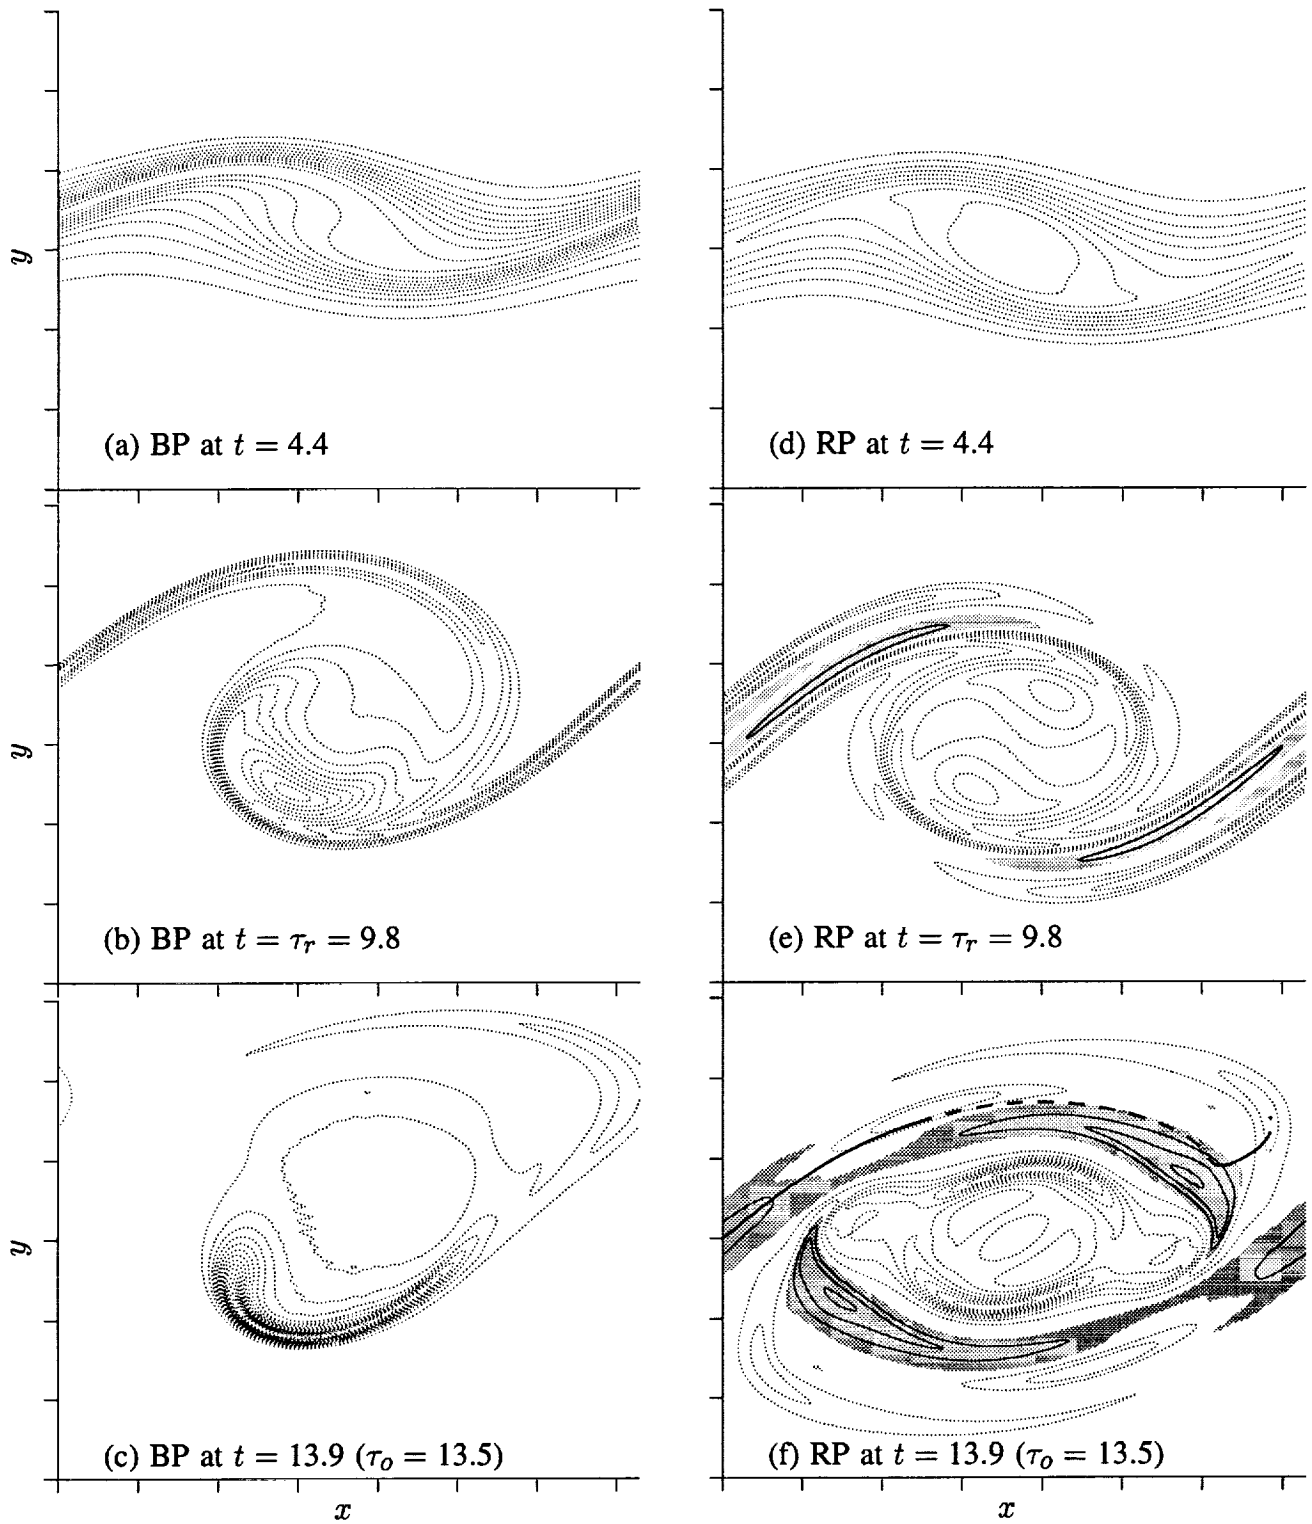 y
(a) BP at t = 4.4
(d) RP at t = 4.4
y
(b) BP at t = τr = 9.8
(e) RP at t = τr = 9.8
y
(c) BP at t = 13.9 (τo = 13.5)
(f) RP at t = 13.9 (τo = 13.5)
x
x